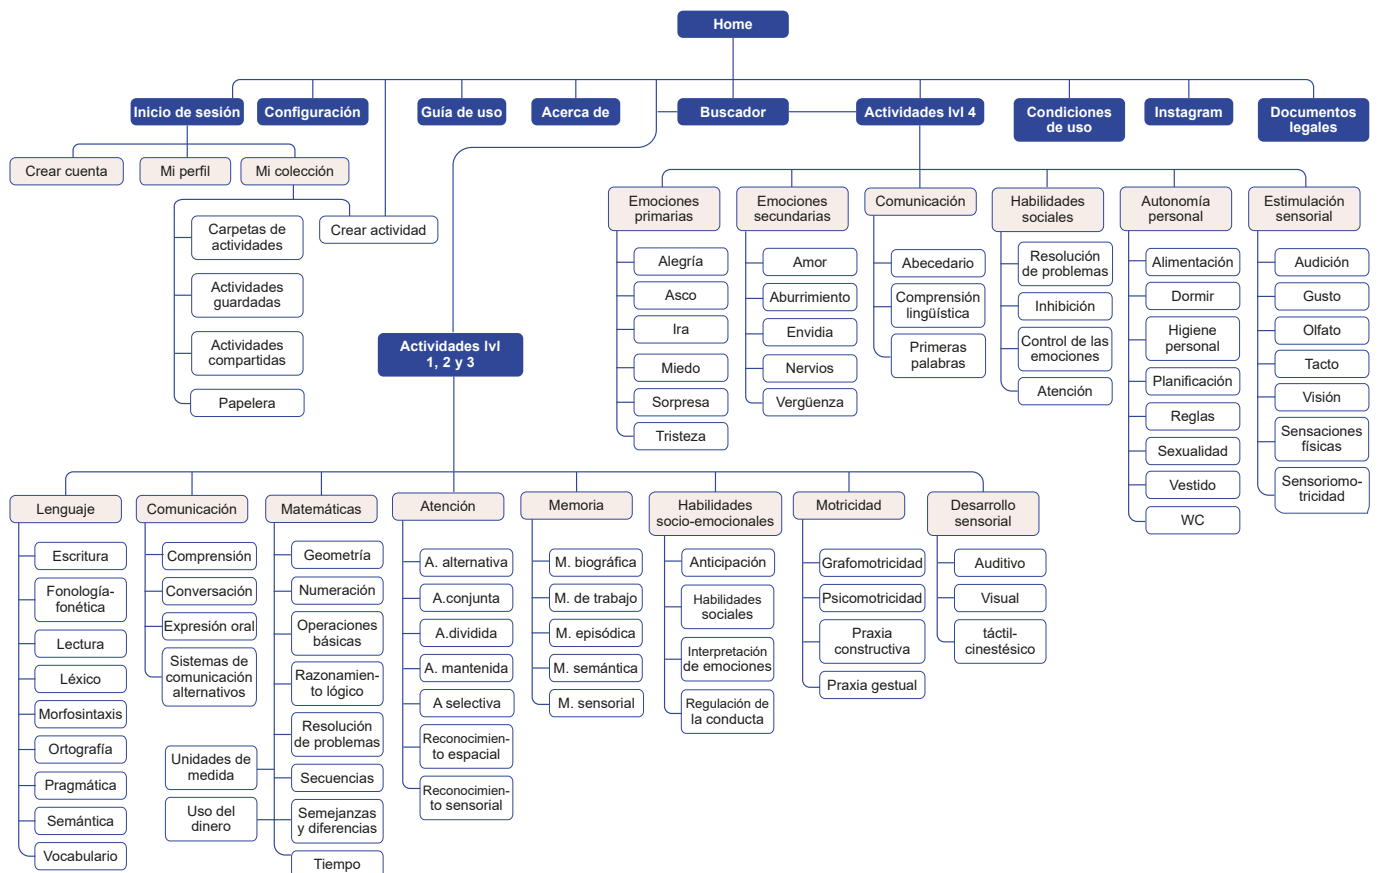 Home
Inicio de sesión
Configuración
Guía de uso
Acerca de
Buscador
Actividades lvl 4
Condiciones
de uso
Instagram
Documentos
legales
Crear cuenta
Mi perfil
Mi colección
Carpetas de
actividades
Actividades
guardadas
Actividades
compartidas
Papelera
Crear actividad
Emociones
primarias
Alegría
Asco
Ira
Miedo
Sorpresa
Tristeza
Emociones
secundarias
Amor
Aburrimiento
Envidia
Nervios
Vergüenza
Comunicación
Abecedario
Comprensión
lingüística
Primeras
palabras
Habilidades
sociales
Resolución
de problemas
Inhibición
Control de las
emociones
Atención
Autonomía
personal
Alimentación
Dormir
Higiene
personal
Planificación
Reglas
Sexualidad
Vestido
WC
Estimulación
sensorial
Audición
Gusto
Olfato
Tacto
Visión
Sensaciones
físicas
Sensoriomo-
tricidad
Actividades lvl
1, 2 y 3
Lenguaje
Escritura
Fonología-
fonética
Lectura
Léxico
Morfosintaxis
Ortografía
Pragmática
Semántica
Vocabulario
Comunicación
Comprensión
Conversación
Expresión oral
Sistemas de
comunicación
alternativos
Matemáticas
Geometría
Numeración
Operaciones
básicas
Razonamien-
to lógico
Resolución
de problemas
Unidades de
medida
Secuencias
Uso del
dinero
Semejanzas
y diferencias
Tiempo
Atención
A. alternativa
A.conjunta
A.dividida
A. mantenida
A selectiva
Reconocimien-
to espacial
Reconocimien-
to sensorial
Memoria
M. biográfica
M. de trabajo
M. episódica
M. semántica
M. sensorial
Habilidades
socio-emocionales
Anticipación
Habilidades
sociales
Interpretación
de emociones
Regulación de
la conducta
Motricidad
Grafomotricidad
Psicomotricidad
Praxia
constructiva
Praxia gestual
Desarrollo
sensorial
Auditivo
Visual
táctil-
cinestésico